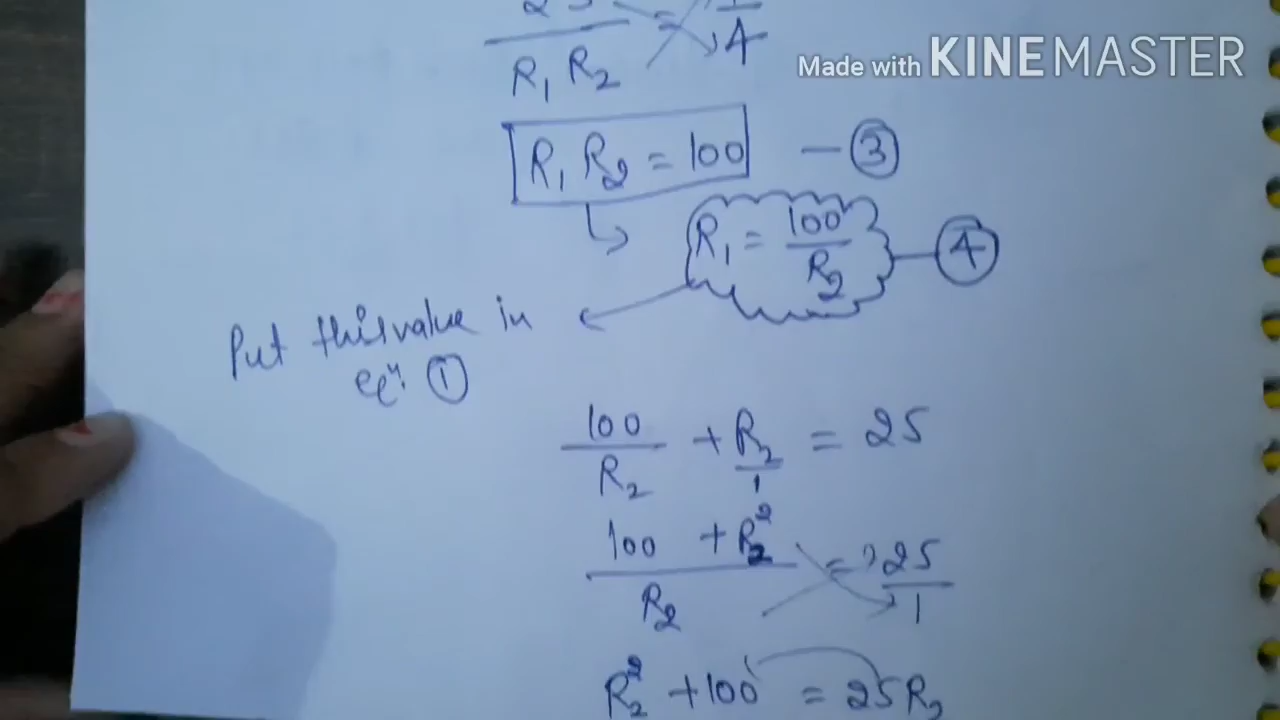 Made with KINEMASTER
R₁ R₂ = 4
R₁ R₂ = 100 — ③
R₁ = 100/R₂ — ④
Put this value in
eqⁿ. ①
100/R₂ + R₂/1 = 25
100 + R₂²/R₂ = 25/1
R₂² + 100 = 25R₂